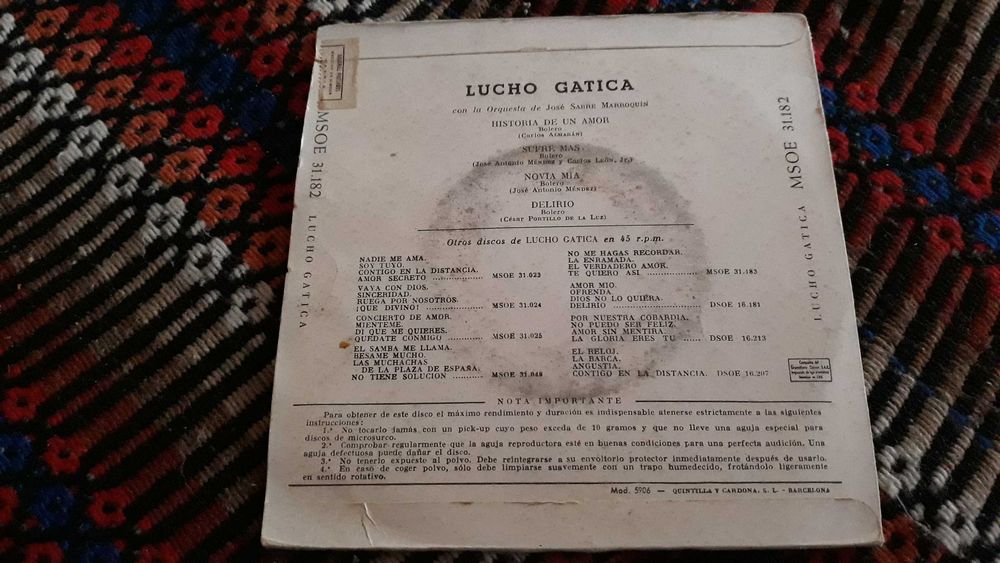 LUCHO GATICA
con la Orquesta de José Sabre Marroquín
HISTORIA DE UN AMOR
Bolero
(Carlos Almarán)
SUFRE MAS
Bolero
(José Antonio Méndez y Carlos León, Jr.)
NOVIA MIA
Bolero
(José Antonio Méndez)
DELIRIO
Bolero
(César Portillo de la Luz)
Otros discos de LUCHO GATICA en 45 r.p.m.
NADIE ME AMA.
SOY TUYO.
CONTIGO EN LA DISTANCIA.
AMOR SECRETO ............ MSOE 31.023
VAYA CON DIOS.
SINCERIDAD.
RUEGA POR NOSOTROS.
¡QUE DIVINO! ............ MSOE 31.024
CONCIERTO DE AMOR.
MIENTEME.
DI QUE ME QUIERES.
QUEDATE CONMIGO ....... MSOE 31.025
EL SAMBA ME LLAMA.
BESAME MUCHO.
LAS MUCHACHAS
DE LA PLAZA DE ESPAÑA.
NO TIENE SOLUCION ........ MSOE 31.048
NO ME HAGAS RECORDAR.
LA ENRAMADA.
EL VERDADERO AMOR.
TE QUIERO ASI ............ MSOE 31.183
AMOR MIO.
OFRENDA.
DIOS NO LO QUIERA.
DELIRIO .................. DSOE 16.181
POR NUESTRA COBARDIA.
NO PUEDO SER FELIZ.
AMOR SIN MENTIRA.
LA GLORIA ERES TU ...... DSOE 16.213
EL RELOJ.
LA BARCA.
ANGUSTIA.
CONTIGO EN LA DISTANCIA. DSOE 16.207
NOTA IMPORTANTE
Para obtener de este disco el máximo rendimiento y duración es indispensable atenerse estrictamente a las siguientes
instrucciones:
1.ª No tocarlo jamás con un pick-up cuyo peso exceda de 10 gramos y que no lleve una aguja especial para
discos de microsurco.
2.ª Comprobar regularmente que la aguja reproductora esté en buenas condiciones para una perfecta audición. Una
aguja defectuosa puede dañar el disco.
3.ª No tenerlo expuesto al polvo. Debe reintegrarse a su envoltorio protector inmediatamente después de usarlo.
4.ª En caso de coger polvo, sólo debe limpiarse suavemente con un trapo humedecido, frotándolo ligeramente
en sentido rotativo.
Mod. 5906 — QUINTILLA Y CARDONA, S. L. - BARCELONA
MSOE 31.182 LUCHO GATICA
LUCHO GATICA MSOE 31.182